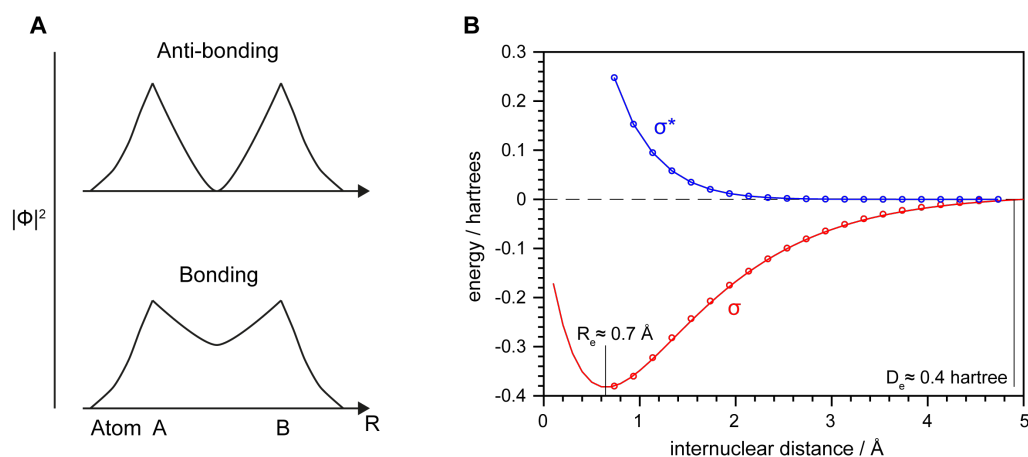 A
Anti-bonding
|Φ|²
Bonding
Atom A
B
R
B
energy / hartrees
0.3
0.2
0.1
0
-0.1
-0.2
-0.3
-0.4
σ*
σ
Rₑ≈ 0.7 Å
Dₑ≈ 0.4 hartree
0
1
2
3
4
5
internuclear distance / Å